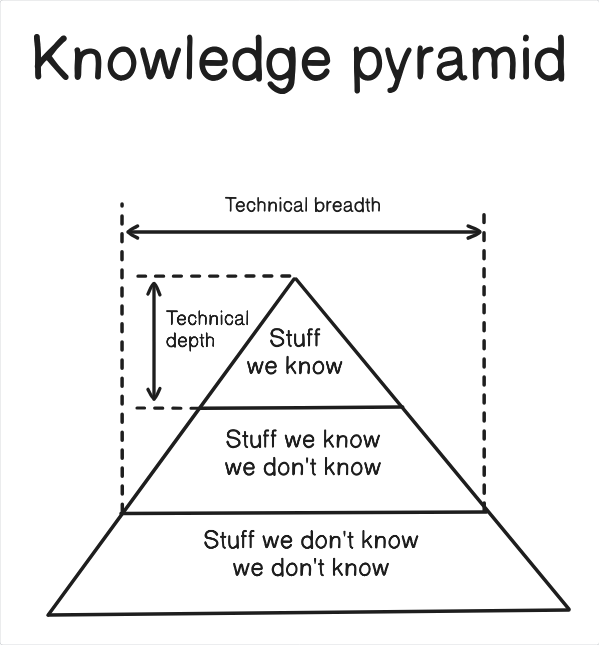 Knowledge pyramid
Technical breadth
Technical
depth
Stuff
we know
Stuff we know
we don't know
Stuff we don't know
we don't know